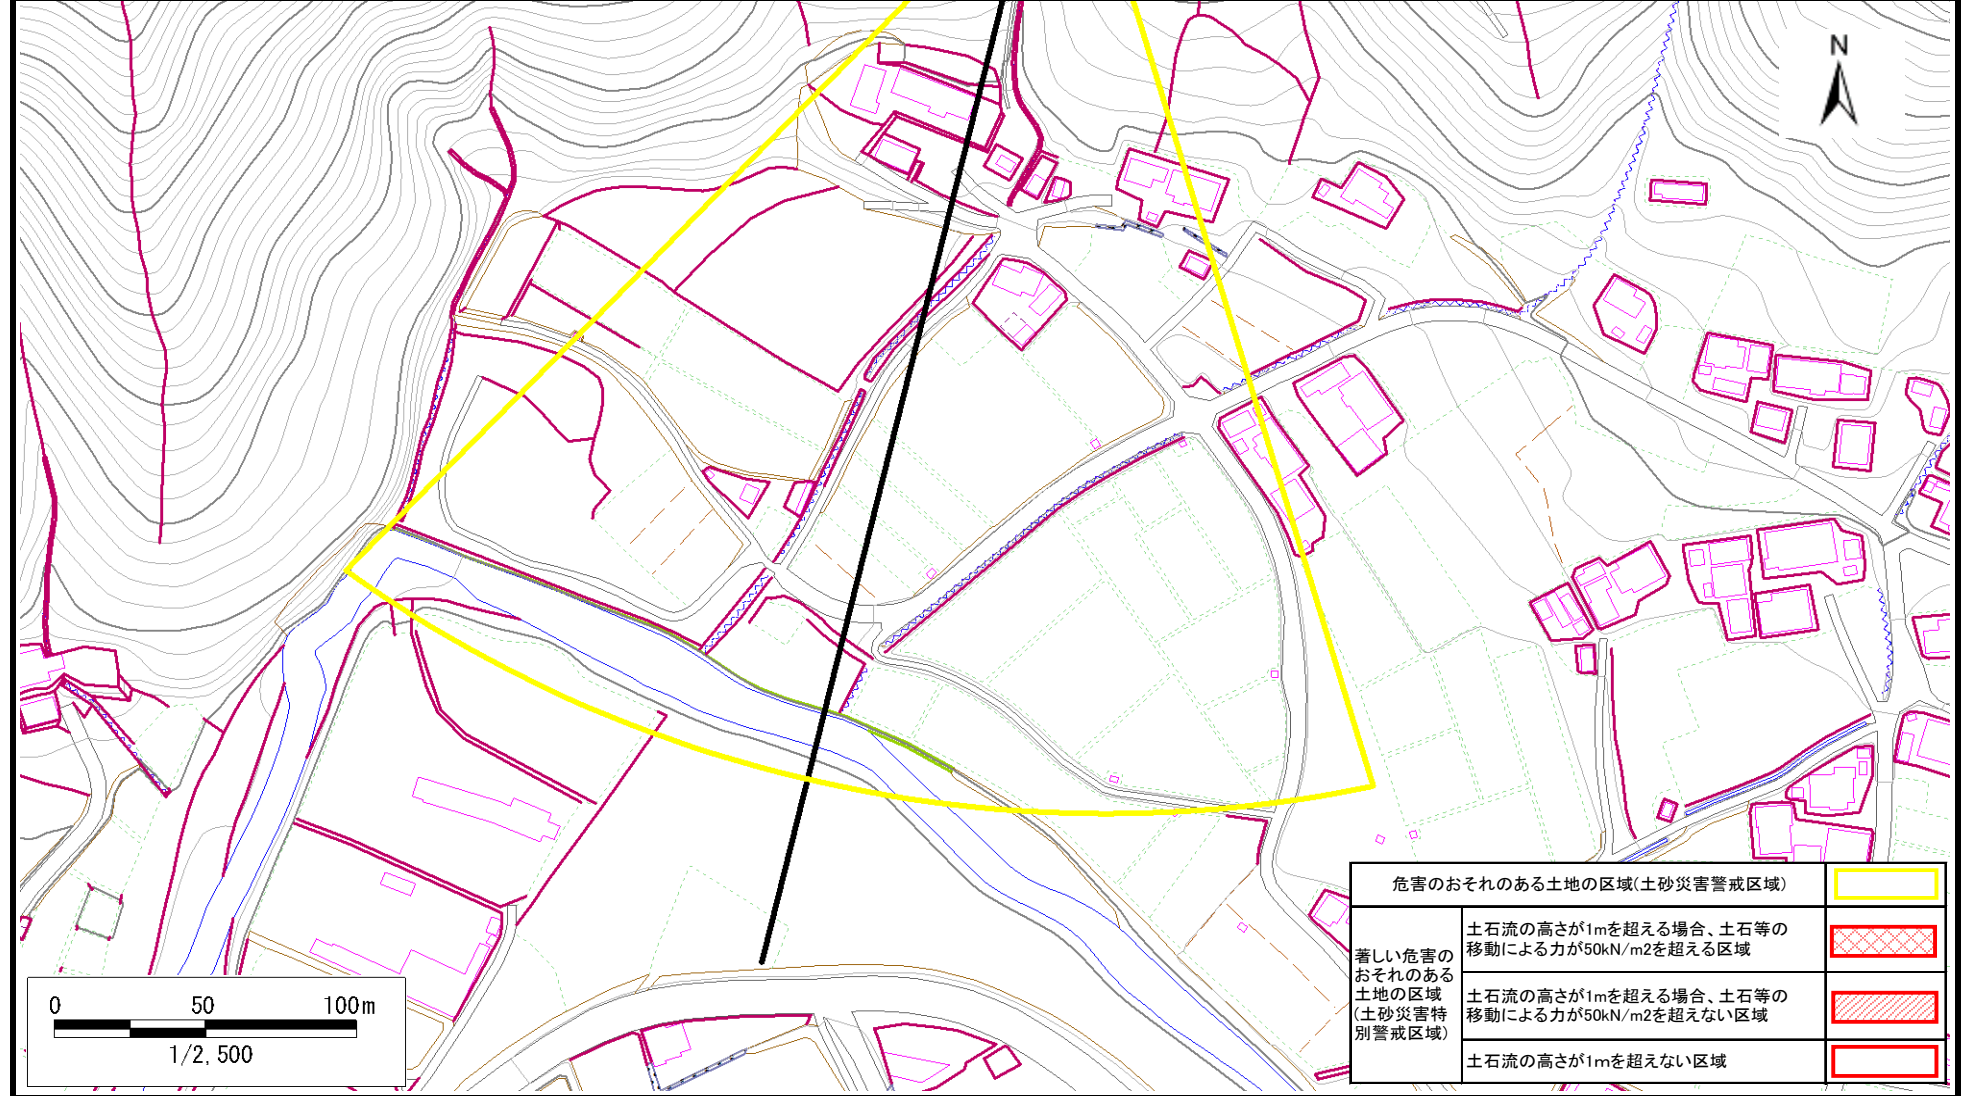 N
危害のおそれのある土地の区域(土砂災害警戒区域)
著しい危害の
おそれのある
土地の区域
(土砂災害特
別警戒区域)
土石流の高さが1mを超える場合、土石等の
移動による力が50kN/m2を超える区域
土石流の高さが1mを超える場合、土石等の
移動による力が50kN/m2を超えない区域
土石流の高さが1mを超えない区域
0 50 100m
1/2,500